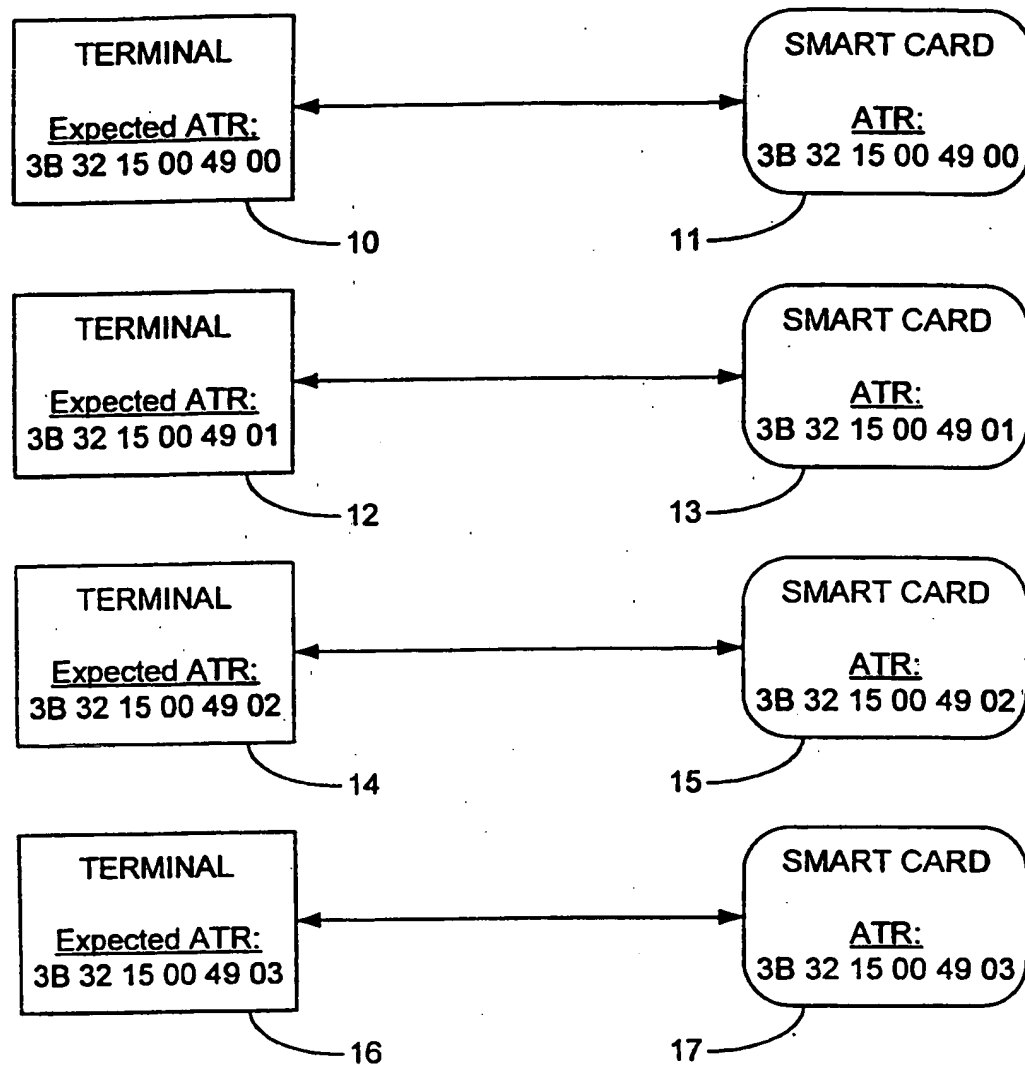 TERMINAL
Expected ATR:
3B 32 15 00 49 00
10
SMART CARD
ATR:
3B 32 15 00 49 00
11
TERMINAL
Expected ATR:
3B 32 15 00 49 01
12
SMART CARD
ATR:
3B 32 15 00 49 01
13
TERMINAL
Expected ATR:
3B 32 15 00 49 02
14
SMART CARD
ATR:
3B 32 15 00 49 02
15
TERMINAL
Expected ATR:
3B 32 15 00 49 03
16
SMART CARD
ATR:
3B 32 15 00 49 03
17